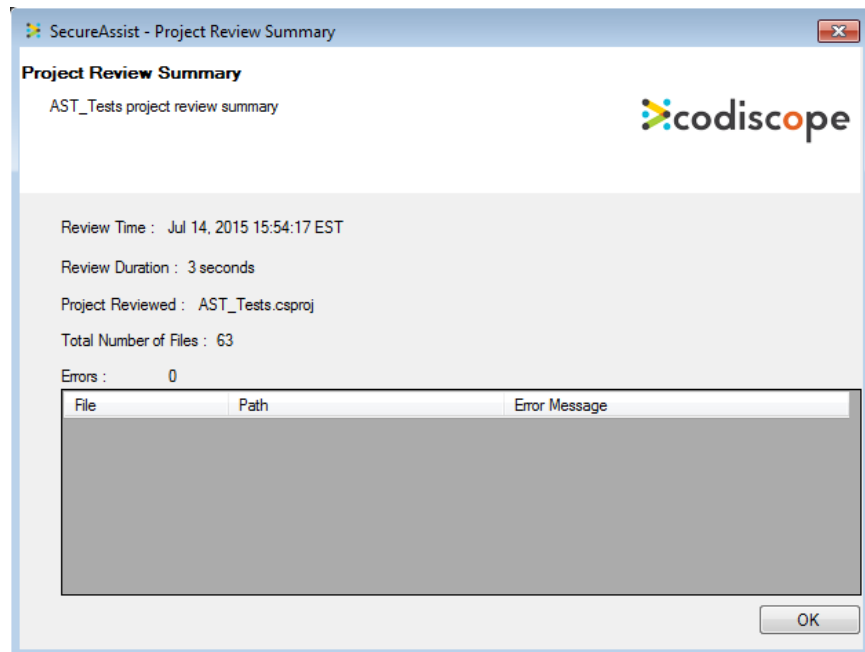 SecureAssist - Project Review Summary
Project Review Summary
AST_Tests project review summary
codiscope
Review Time : Jul 14, 2015 15:54:17 EST
Review Duration : 3 seconds
Project Reviewed : AST_Tests.csproj
Total Number of Files : 63
Errors : 0
File Path Error Message
OK